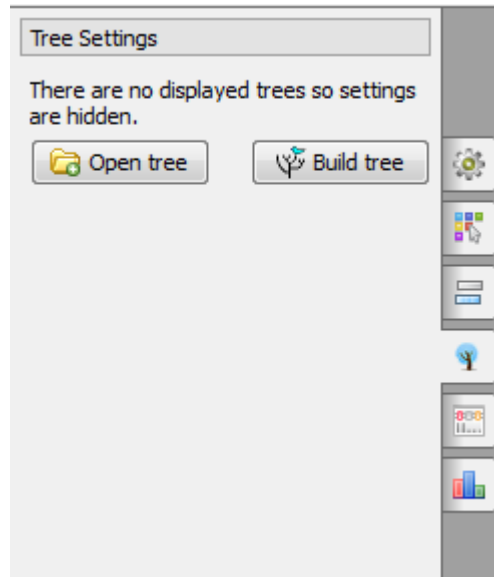 Tree Settings
There are no displayed trees so settings
are hidden.
Open tree
Build tree